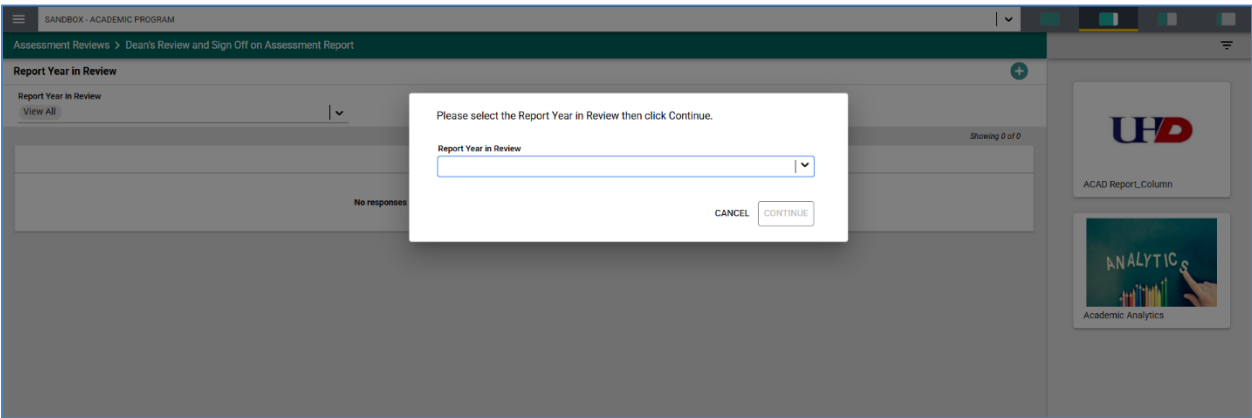 SANDBOX - ACADEMIC PROGRAM
Assessment Reviews > Dean's Review and Sign Off on Assessment Report
Report Year in Review
Report Year in Review
View All
Showing 0 of 0
No responses
Please select the Report Year in Review then click Continue.
Report Year in Review
CANCEL CONTINUE
UHD
ACAD Report_Column
ANALYTICS
Academic Analytics